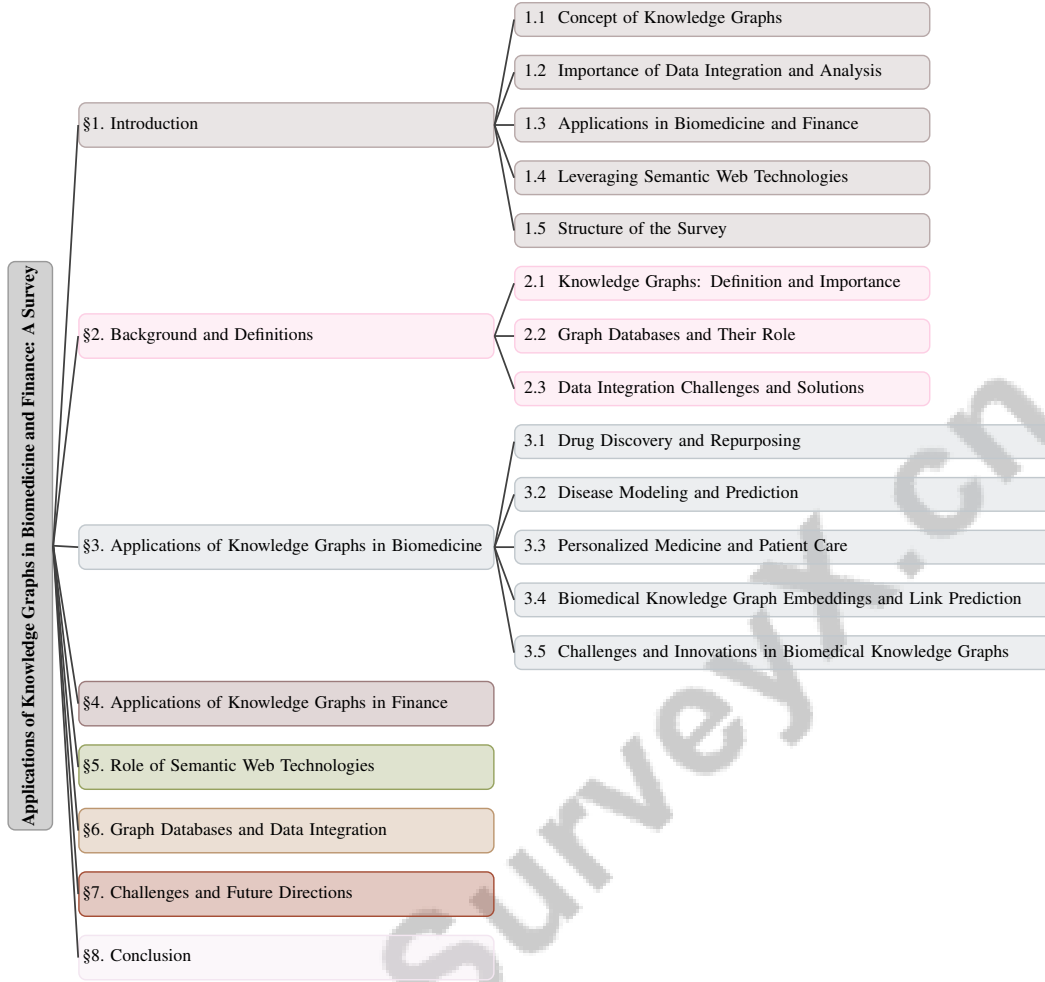 Applications of Knowledge Graphs in Biomedicine and Finance: A Survey
§1. Introduction
1.1 Concept of Knowledge Graphs
1.2 Importance of Data Integration and Analysis
1.3 Applications in Biomedicine and Finance
1.4 Leveraging Semantic Web Technologies
1.5 Structure of the Survey
§2. Background and Definitions
2.1 Knowledge Graphs: Definition and Importance
2.2 Graph Databases and Their Role
2.3 Data Integration Challenges and Solutions
§3. Applications of Knowledge Graphs in Biomedicine
3.1 Drug Discovery and Repurposing
3.2 Disease Modeling and Prediction
3.3 Personalized Medicine and Patient Care
3.4 Biomedical Knowledge Graph Embeddings and Link Prediction
3.5 Challenges and Innovations in Biomedical Knowledge Graphs
§4. Applications of Knowledge Graphs in Finance
§5. Role of Semantic Web Technologies
§6. Graph Databases and Data Integration
§7. Challenges and Future Directions
§8. Conclusion
SurveyX.cn